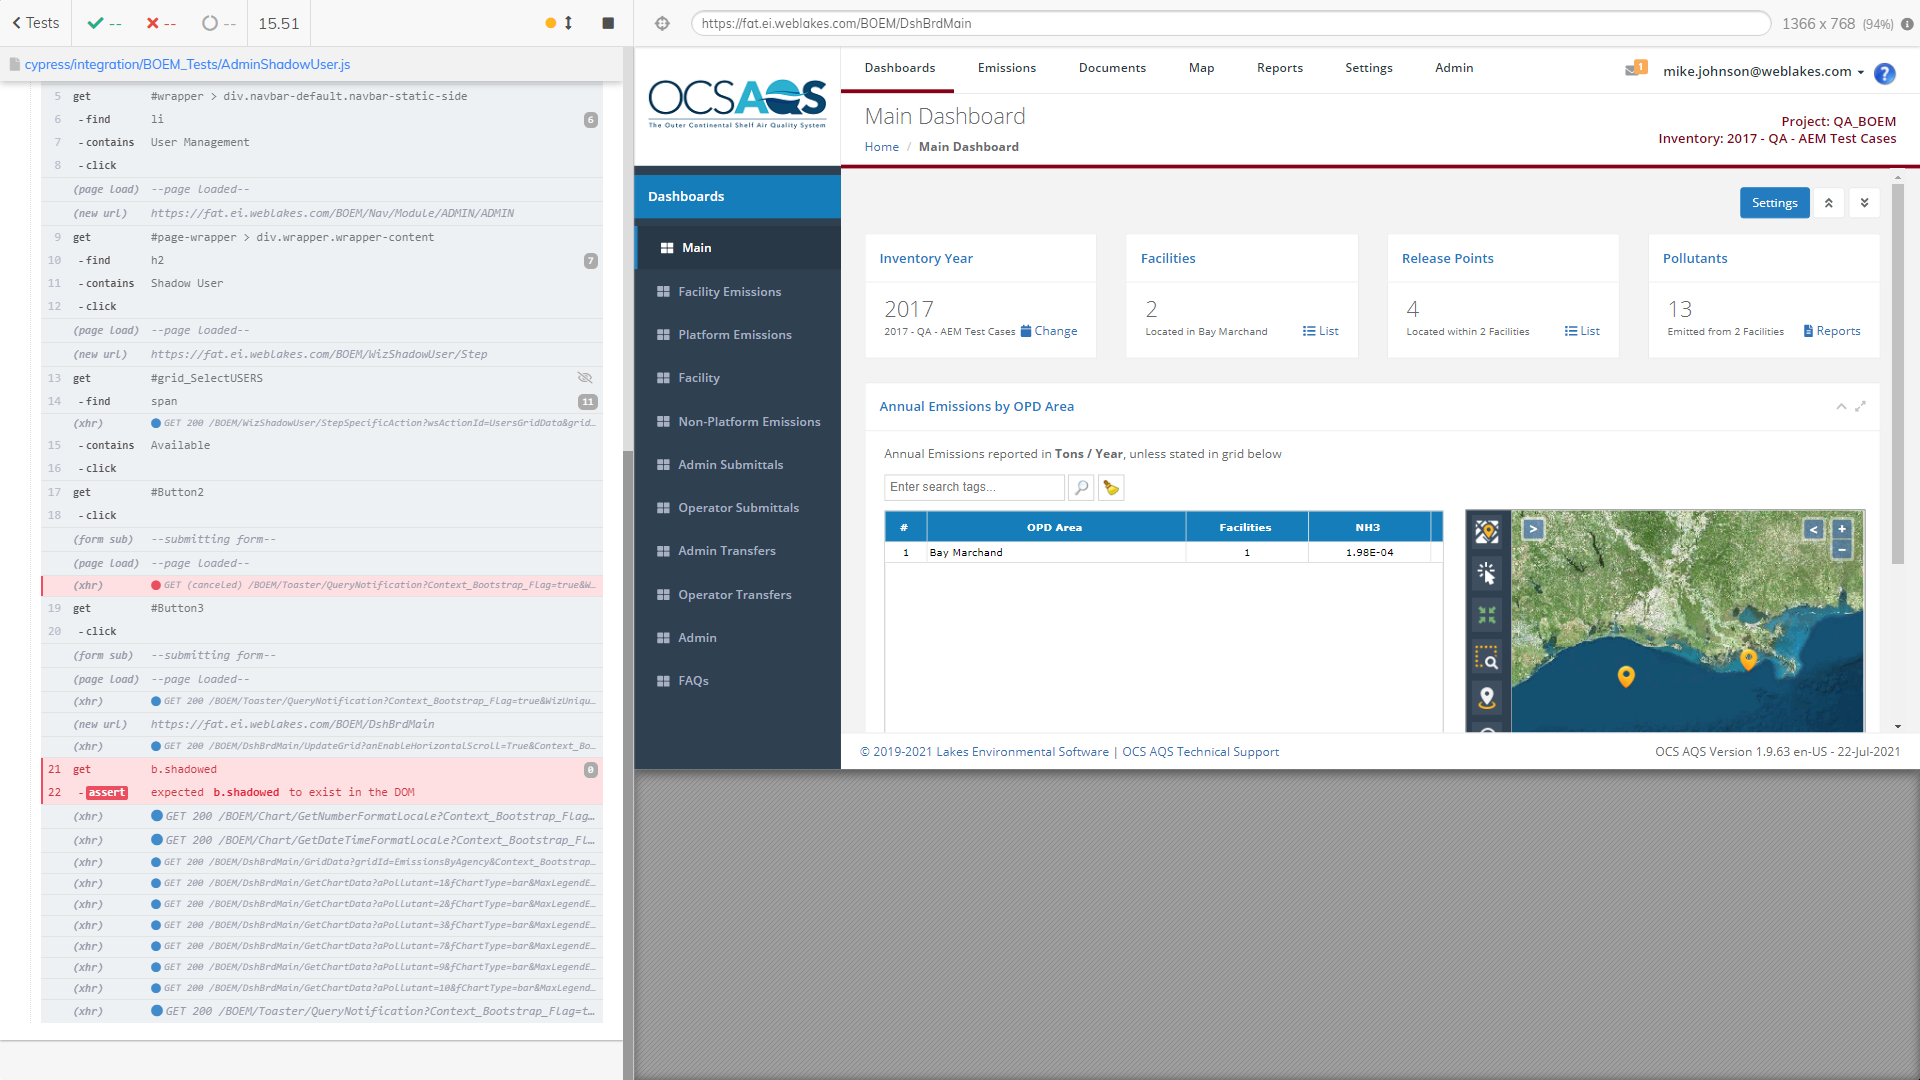 Tests
--
--
--
15.51
https://fat.ei.weblakes.com/BOEM/DshBrdMain
1366 x 768 (94%)
cypress/integration/BOEM_Tests/AdminShadowUser.js
5 get #wrapper > div.navbar-default.navbar-static-side
6 -find li 6
7 -contains User Management
8 -click
(page load) --page loaded--
(new url) https://fat.ei.weblakes.com/BOEM/Nav/Module/ADMIN/ADMIN
9 get #page-wrapper > div.wrapper.wrapper-content
10 -find h2 7
11 -contains Shadow User
12 -click
(page load) --page loaded--
(new url) https://fat.ei.weblakes.com/BOEM/WizShadowUser/Step
13 get #grid_SelectUSERS
14 -find span 11
(xhr) GET 200 /BOEM/WizShadowUser/StepSpecificAction?wsActionId=UsersGridData&grid…
15 -contains Available
16 -click
17 get #Button2
18 -click
(form sub) --submitting form--
(page load) --page loaded--
(xhr) GET (canceled) /BOEM/Toaster/QueryNotification?Context_Bootstrap_Flag=true&W…
19 get #Button3
20 -click
(form sub) --submitting form--
(page load) --page loaded--
(xhr) GET 200 /BOEM/Toaster/QueryNotification?Context_Bootstrap_Flag=true&WizUniqu…
(new url) https://fat.ei.weblakes.com/BOEM/DshBrdMain
(xhr) GET 200 /BOEM/DshBrdMain/UpdateGrid?anEnableHorizontalScroll=True&Context_Bo…
21 get b.shadowed 0
22 -assert expected b.shadowed to exist in the DOM
(xhr) GET 200 /BOEM/Chart/GetNumberFormatLocale?Context_Bootstrap_Flag…
(xhr) GET 200 /BOEM/Chart/GetDateTimeFormatLocale?Context_Bootstrap_Fl…
(xhr) GET 200 /BOEM/DshBrdMain/GridData?gridId=EmissionsByAgency&Context_Bootstrap…
(xhr) GET 200 /BOEM/DshBrdMain/GetChartData?aPollutant=1&fChartType=bar&MaxLegendE…
(xhr) GET 200 /BOEM/DshBrdMain/GetChartData?aPollutant=2&fChartType=bar&MaxLegendE…
(xhr) GET 200 /BOEM/DshBrdMain/GetChartData?aPollutant=3&fChartType=bar&MaxLegendE…
(xhr) GET 200 /BOEM/DshBrdMain/GetChartData?aPollutant=7&fChartType=bar&MaxLegendE…
(xhr) GET 200 /BOEM/DshBrdMain/GetChartData?aPollutant=9&fChartType=bar&MaxLegendE…
(xhr) GET 200 /BOEM/DshBrdMain/GetChartData?aPollutant=10&fChartType=bar&MaxLegend…
(xhr) GET 200 /BOEM/Toaster/QueryNotification?Context_Bootstrap_Flag=t…
OCSAQS
The Outer Continental Shelf Air Quality System
Dashboards Emissions Documents Map Reports Settings Admin
1 mike.johnson@weblakes.com ?
Main Dashboard
Home / Main Dashboard
Project: QA_BOEM
Inventory: 2017 - QA - AEM Test Cases
Dashboards
Main
Facility Emissions
Platform Emissions
Facility
Non-Platform Emissions
Admin Submittals
Operator Submittals
Admin Transfers
Operator Transfers
Admin
FAQs
Settings
Inventory Year
2017
2017 - QA - AEM Test Cases Change
Facilities
2
Located in Bay Marchand List
Release Points
4
Located within 2 Facilities List
Pollutants
13
Emitted from 2 Facilities Reports
Annual Emissions by OPD Area
Annual Emissions reported in Tons / Year, unless stated in grid below
Enter search tags...
# OPD Area Facilities NH3
1 Bay Marchand 1 1.98E-04
> < +
−
© 2019-2021 Lakes Environmental Software | OCS AQS Technical Support
OCS AQS Version 1.9.63 en-US - 22-Jul-2021